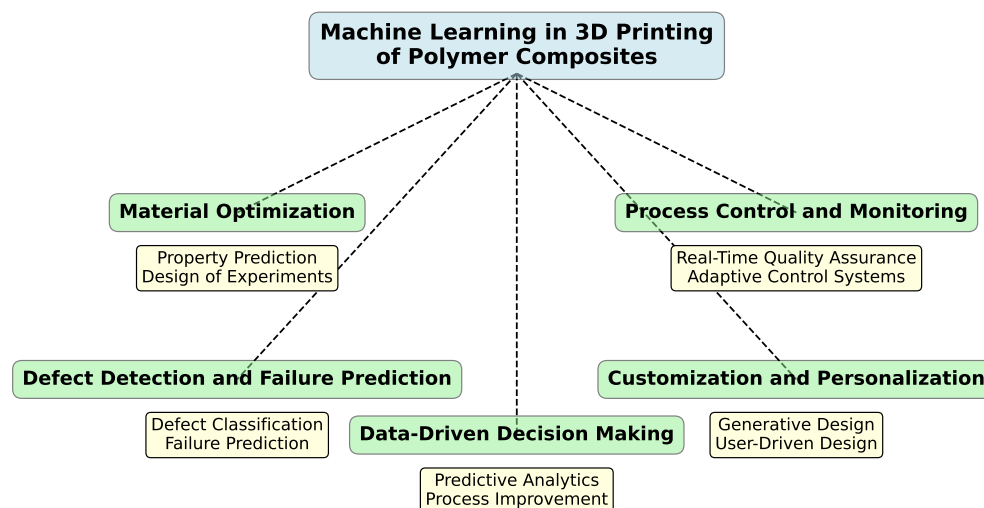 Machine Learning in 3D Printing
of Polymer Composites
Material Optimization
Property Prediction
Design of Experiments
Process Control and Monitoring
Real-Time Quality Assurance
Adaptive Control Systems
Defect Detection and Failure Prediction
Defect Classification
Failure Prediction
Customization and Personalization
Generative Design
User-Driven Design
Data-Driven Decision Making
Predictive Analytics
Process Improvement